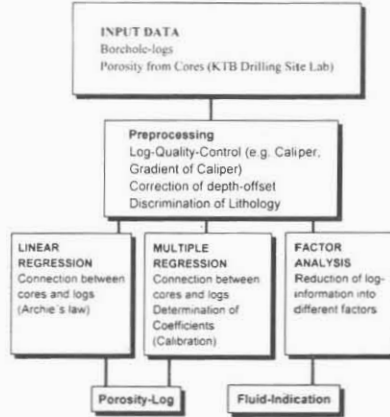 INPUT DATA
Borehole-logs
Porosity from Cores (KTB Drilling Site Lab)
Preprocessing
Log-Quality-Control (e.g. Caliper,
Gradient of Caliper)
Correction of depth-offset
Discrimination of Lithology
LINEAR
REGRESSION
Connection between
cores and logs
(Archie´s law)
MULTIPLE
REGRESSION
Connection between
cores and logs
Determination of
Coefficients
(Calibration)
FACTOR
ANALYSIS
Reduction of log-
information into
different factors
Porosity-Log
Fluid-Indication